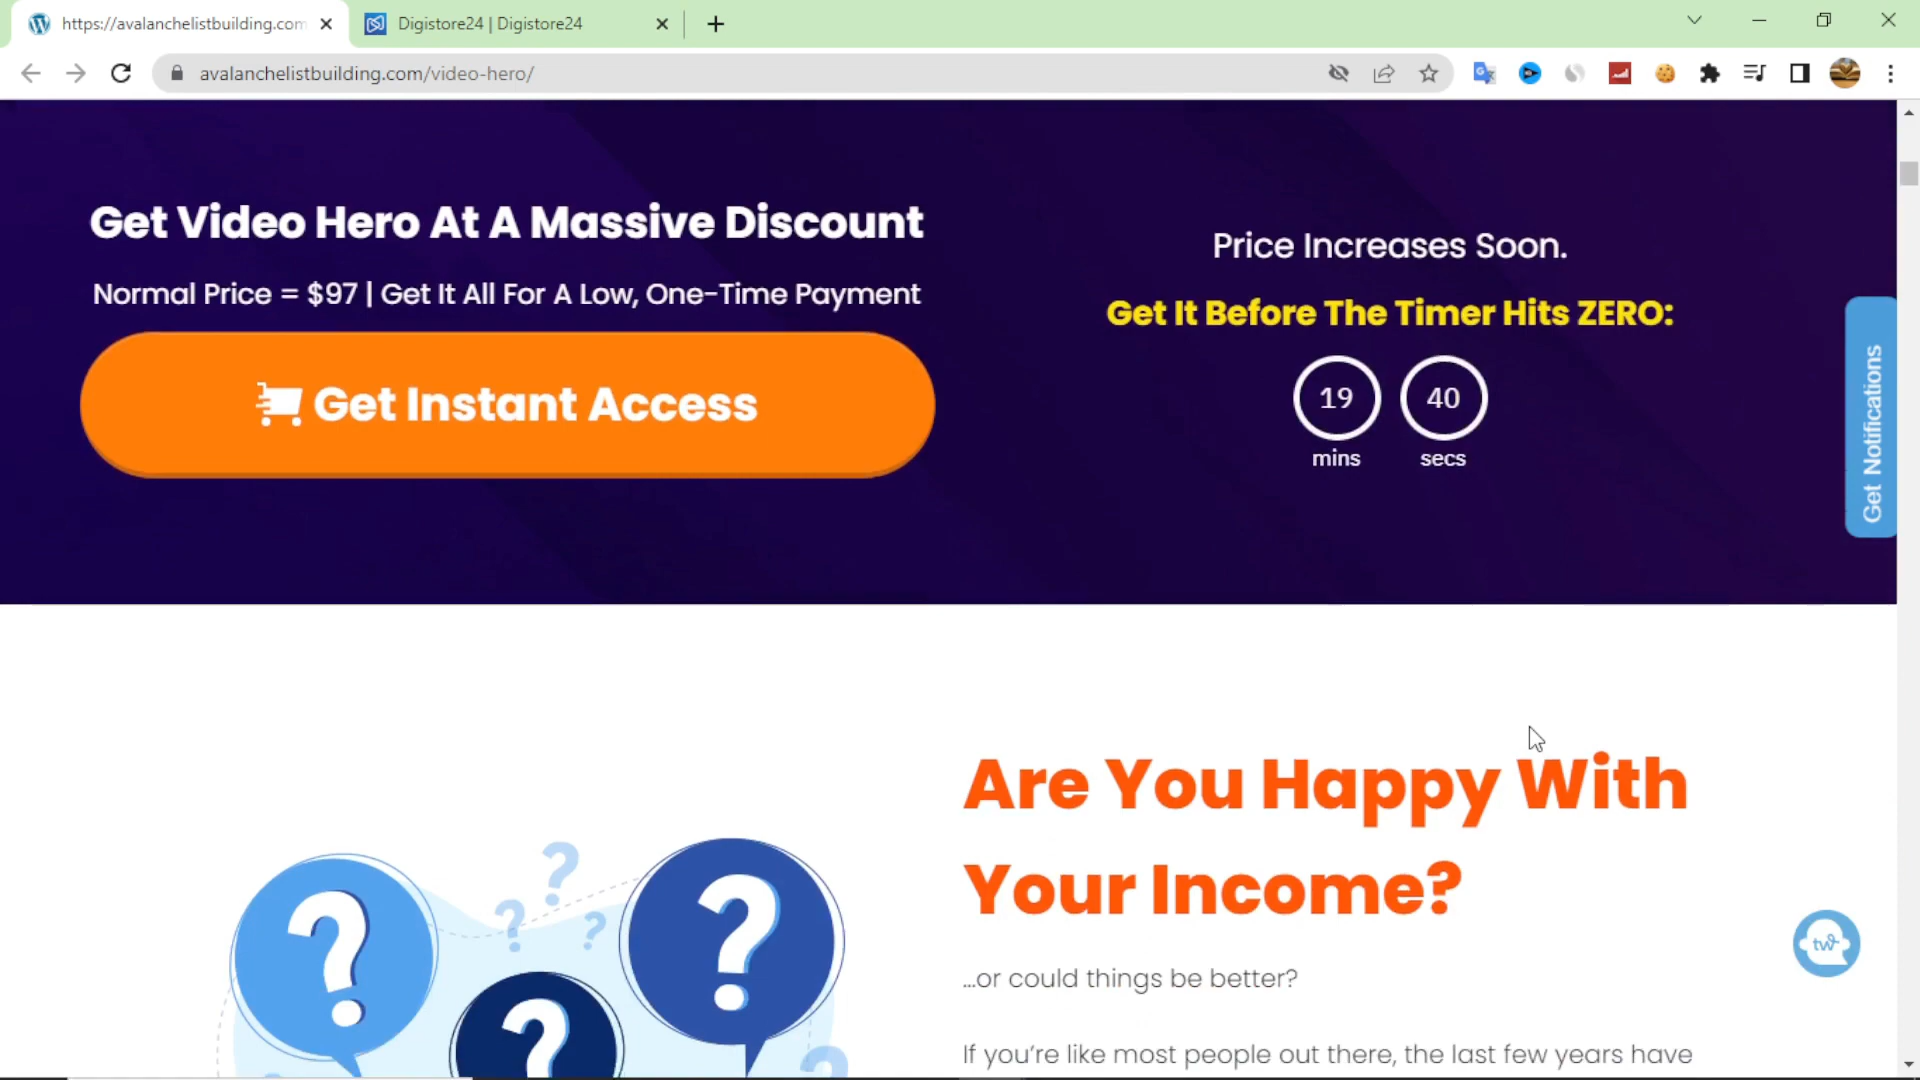 https://avalanchelistbuilding.com
Digistore24 | Digistore24
avalanchelistbuilding.com/video-hero/
Get Video Hero At A Massive Discount
Normal Price = $97 | Get It All For A Low, One-Time Payment
Get Instant Access
Price Increases Soon.
Get It Before The Timer Hits ZERO:
19 40
mins secs
Get Notifications
Are You Happy With
Your Income?
...or could things be better?
If you're like most people out there, the last few years have
tw